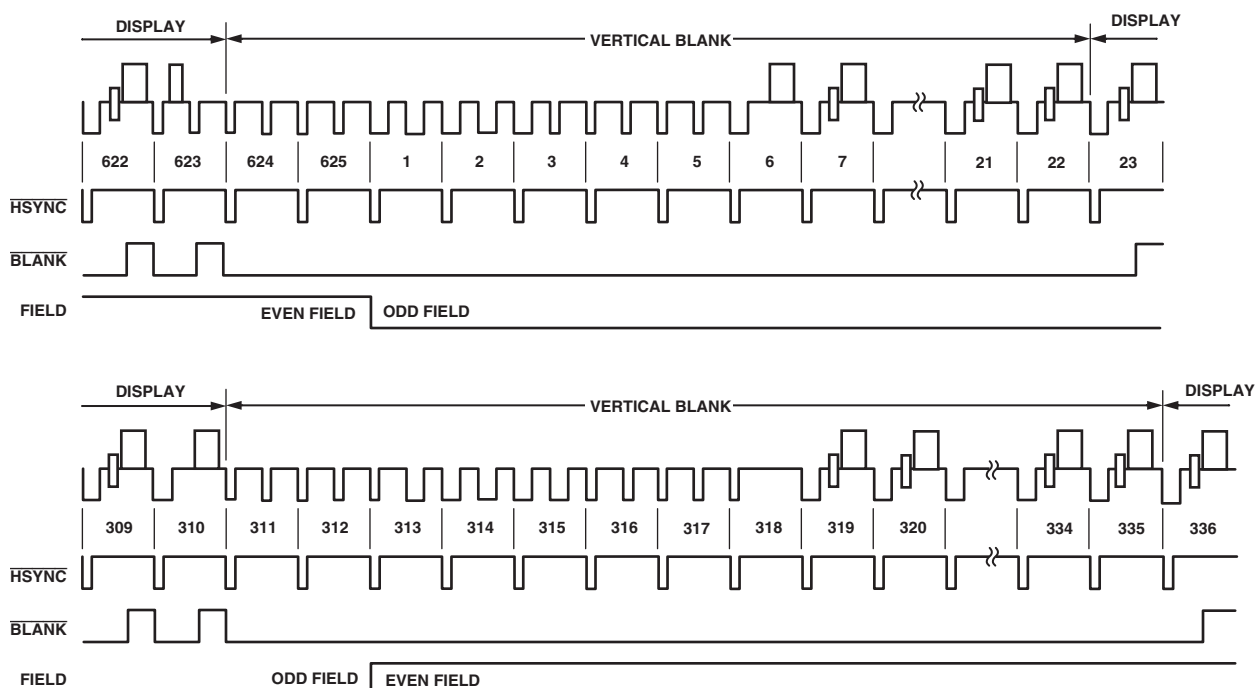 DISPLAY VERTICAL BLANK DISPLAY
622 623 624 625 1 2 3 4 5 6 7 21 22 23
HSYNC
BLANK
FIELD EVEN FIELD ODD FIELD
DISPLAY VERTICAL BLANK DISPLAY
309 310 311 312 313 314 315 316 317 318 319 320 334 335 336
HSYNC
BLANK
FIELD ODD FIELD EVEN FIELD